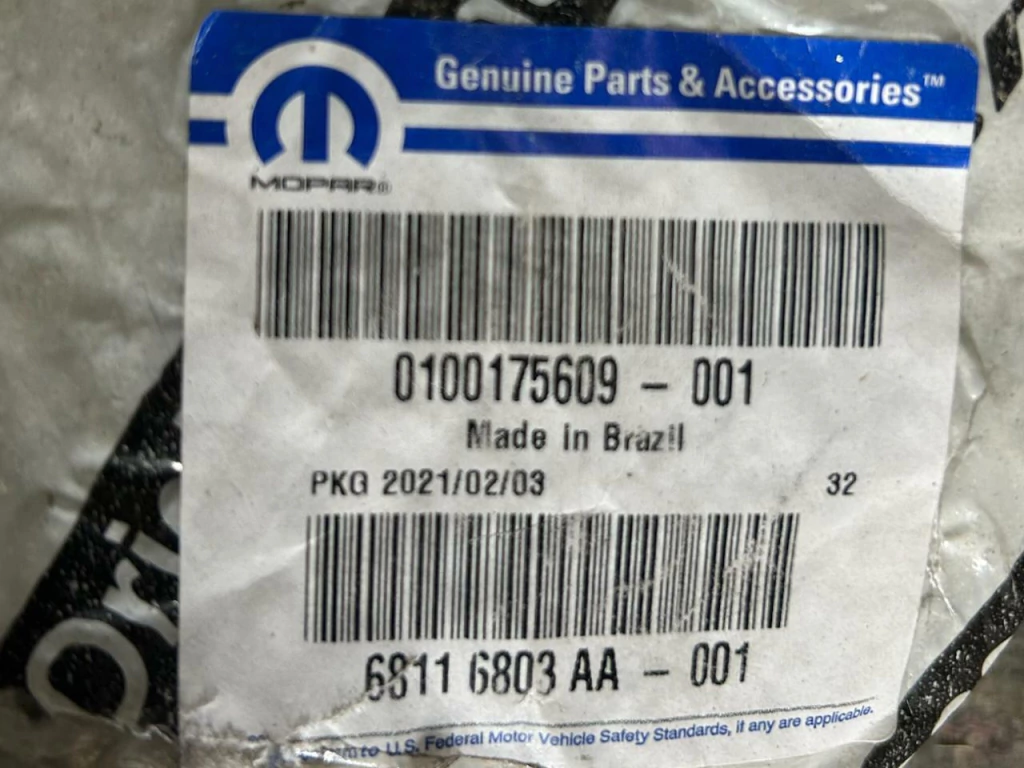 Genuine Parts & Accessories™
MOPAR®
0100175609 - 001
Made in Brazil
PKG 2021/02/03 32
6811 6803 AA - 001
to U.S. Federal Motor Vehicle Safety Standards, if any are applicable.